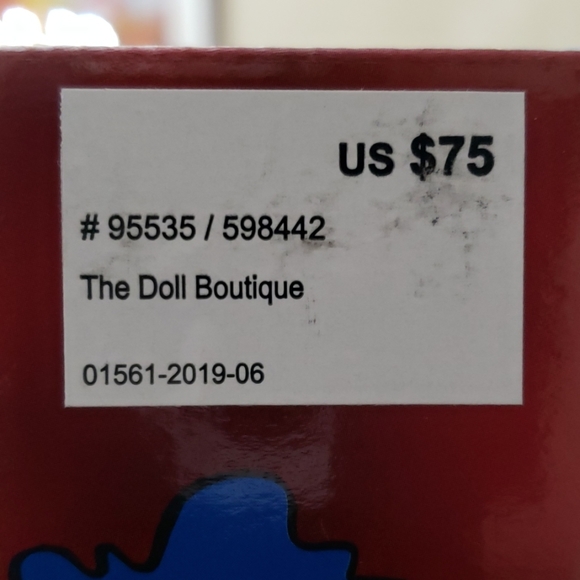 US $75
# 95535 / 598442
The Doll Boutique
01561-2019-06